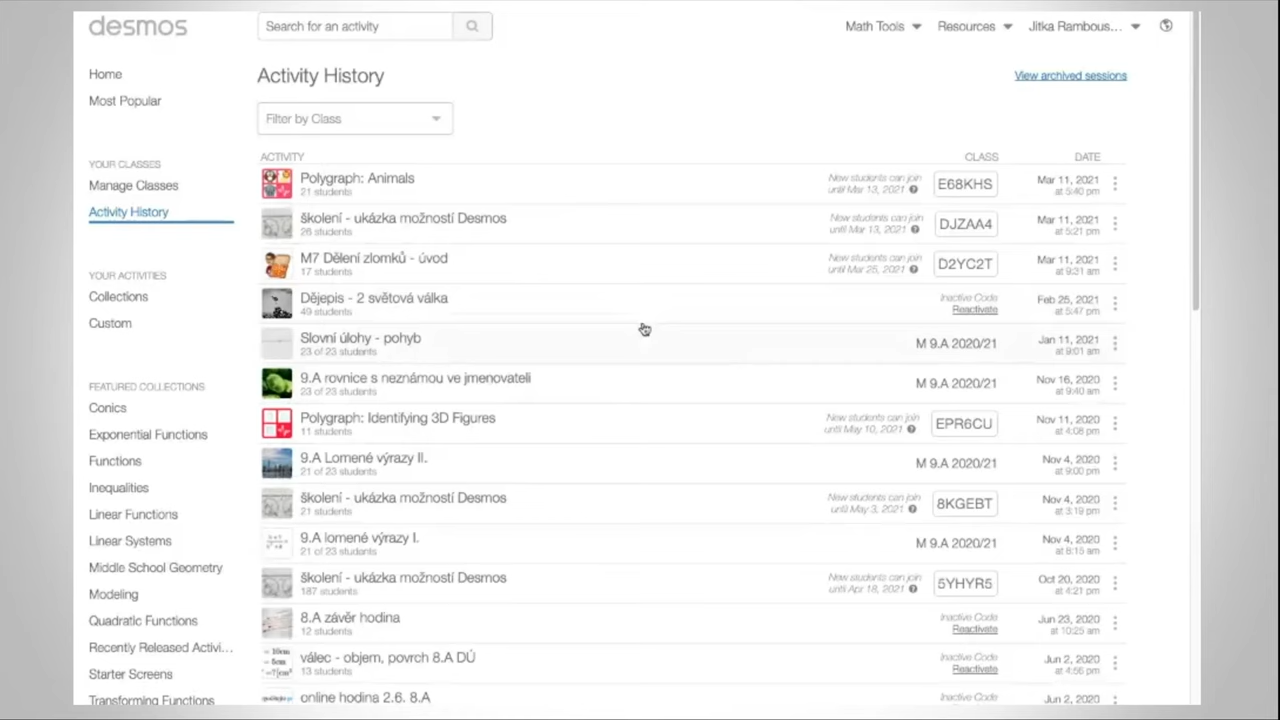 desmos
Search for an activity
Math Tools
Resources
Jitka Rambous...
Home
Most Popular
YOUR CLASSES
Manage Classes
Activity History
YOUR ACTIVITIES
Collections
Custom
FEATURED COLLECTIONS
Conics
Exponential Functions
Functions
Inequalities
Linear Functions
Linear Systems
Middle School Geometry
Modeling
Quadratic Functions
Recently Released Activi...
Starter Screens
Transforming Functions
Activity History
View archived sessions
Filter by Class
ACTIVITY CLASS DATE
Polygraph: Animals
21 students
New students can join
until Mar 13, 2021
E68KHS
Mar 11, 2021
at 5:40 pm
školení - ukázka možností Desmos
26 students
New students can join
until Mar 13, 2021
DJZAA4
Mar 11, 2021
at 5:21 pm
M7 Dělení zlomků - úvod
17 students
New students can join
until Mar 25, 2021
D2YC2T
Mar 11, 2021
at 9:31 am
Dějepis - 2 světová válka
49 students
Inactive Code
Reactivate
Feb 25, 2021
at 5:47 pm
Slovní úlohy - pohyb
23 of 23 students
M 9.A 2020/21
Jan 11, 2021
at 9:01 am
9.A rovnice s neznámou ve jmenovateli
23 of 23 students
M 9.A 2020/21
Nov 16, 2020
at 9:40 am
Polygraph: Identifying 3D Figures
11 students
New students can join
until May 10, 2021
EPR6CU
Nov 11, 2020
at 4:08 pm
9.A Lomené výrazy II.
21 of 23 students
M 9.A 2020/21
Nov 4, 2020
at 9:00 pm
školení - ukázka možností Desmos
21 students
New students can join
until May 3, 2021
8KGEBT
Nov 4, 2020
at 3:19 pm
9.A lomené výrazy I.
21 of 23 students
M 9.A 2020/21
Nov 4, 2020
at 8:15 am
školení - ukázka možností Desmos
187 students
New students can join
until Apr 18, 2021
5YHYR5
Oct 20, 2020
at 4:21 pm
8.A závěr hodina
12 students
Inactive Code
Reactivate
Jun 23, 2020
at 10:25 am
válec - objem, povrch 8.A DÚ
13 students
Inactive Code
Reactivate
Jun 2, 2020
at 4:56 pm
online hodina 2.6. 8.A
Inactive Code
Jun 2, 2020